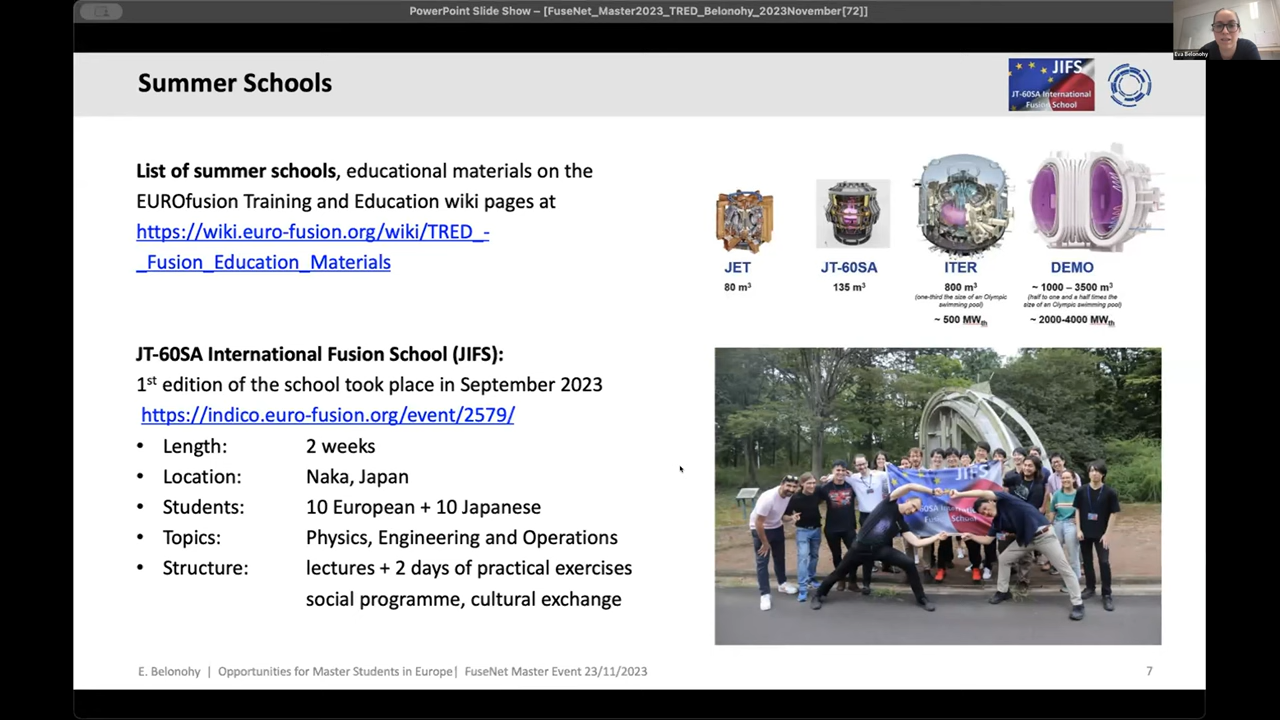 PowerPoint Slide Show – [FuseNet_Master2023_TRED_Belonohy_2023November[72]]
Eva Belonohy
Summer Schools
JIFS
JT-60SA International
Fusion School
List of summer schools, educational materials on the
EUROfusion Training and Education wiki pages at
https://wiki.euro-fusion.org/wiki/TRED_-
_Fusion_Education_Materials
JET
80 m³
JT-60SA
135 m³
ITER
800 m³
(one-third the size of an Olympic
swimming pool)
~ 500 MWth
DEMO
~ 1000 – 3500 m³
(half to one and a half times the
size of an Olympic swimming pool)
~ 2000-4000 MWth
JT-60SA International Fusion School (JIFS):
1st edition of the school took place in September 2023
https://indico.euro-fusion.org/event/2579/
• Length: 2 weeks
• Location: Naka, Japan
• Students: 10 European + 10 Japanese
• Topics: Physics, Engineering and Operations
• Structure: lectures + 2 days of practical exercises
social programme, cultural exchange
JIFS
Fusion School
E. Belonohy | Opportunities for Master Students in Europe| FuseNet Master Event 23/11/2023
7